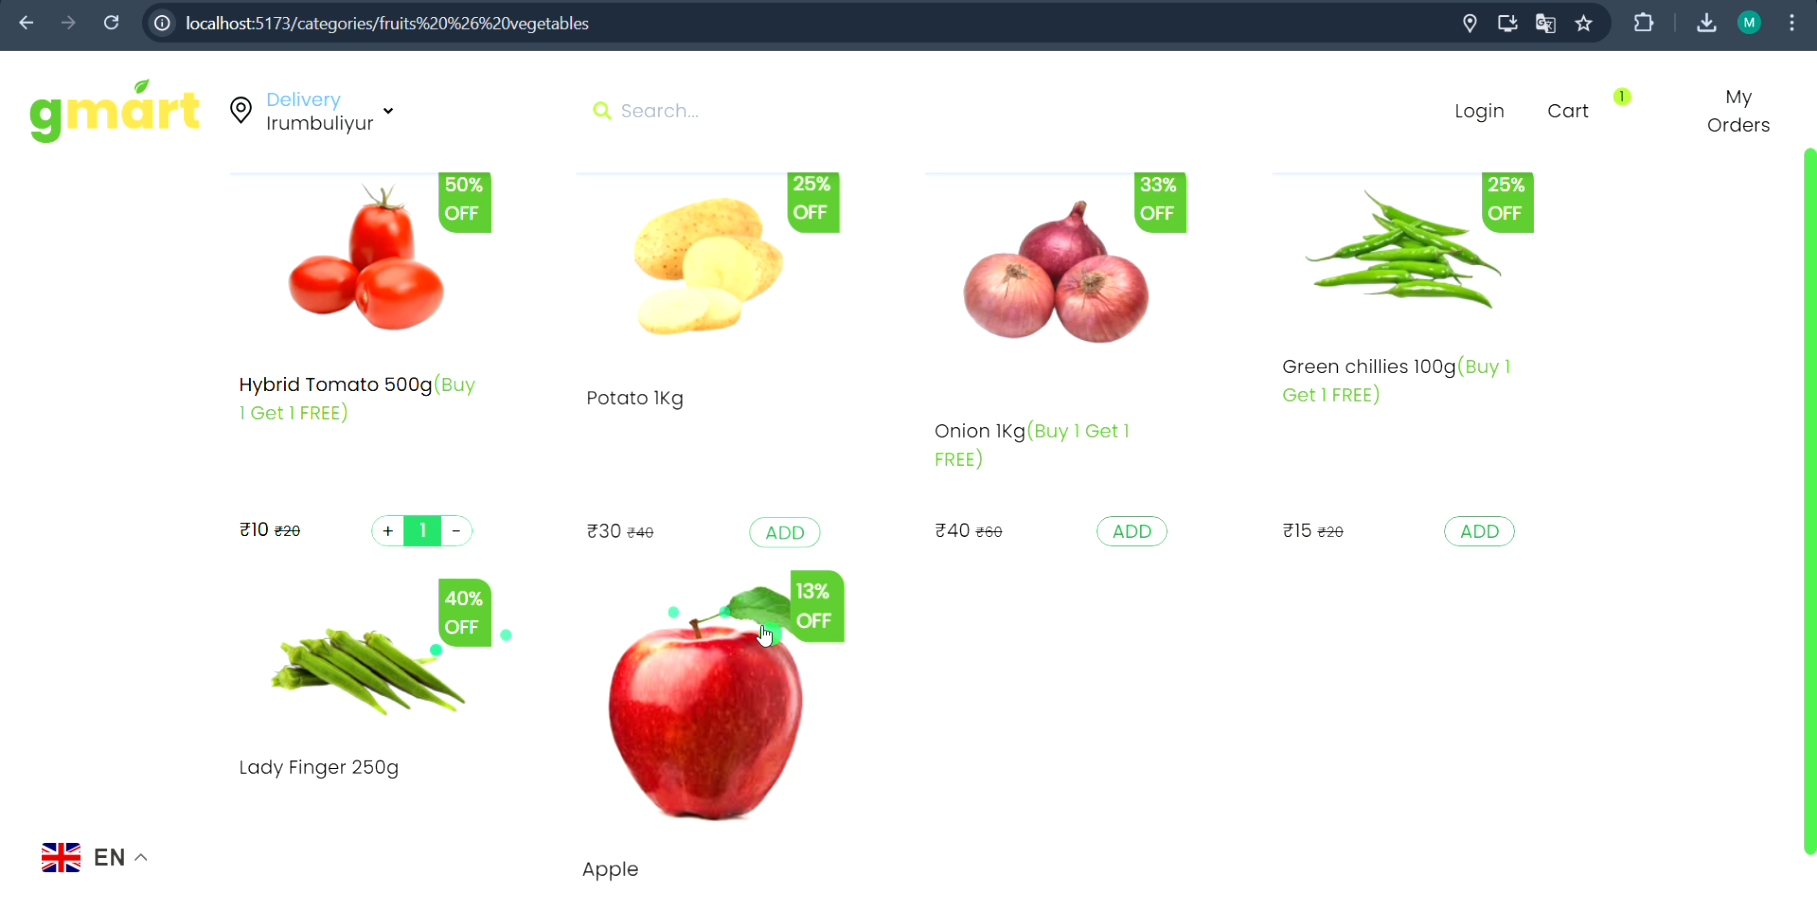 localhost:5173/categories/fruits%20%26%20vegetables
M
gmart
Delivery
Irumbuliyur
Search...
Login
Cart
1
My
Orders
50%
OFF
25%
OFF
33%
OFF
25%
OFF
Hybrid Tomato 500g(Buy
1 Get 1 FREE)
Potato 1Kg
Onion 1Kg(Buy 1 Get 1
FREE)
Green chillies 100g(Buy 1
Get 1 FREE)
₹10 ₹20
+ 1 -
₹30 ₹40
ADD
₹40 ₹60
ADD
₹15 ₹20
ADD
40%
OFF
13%
OFF
Lady Finger 250g
Apple
EN